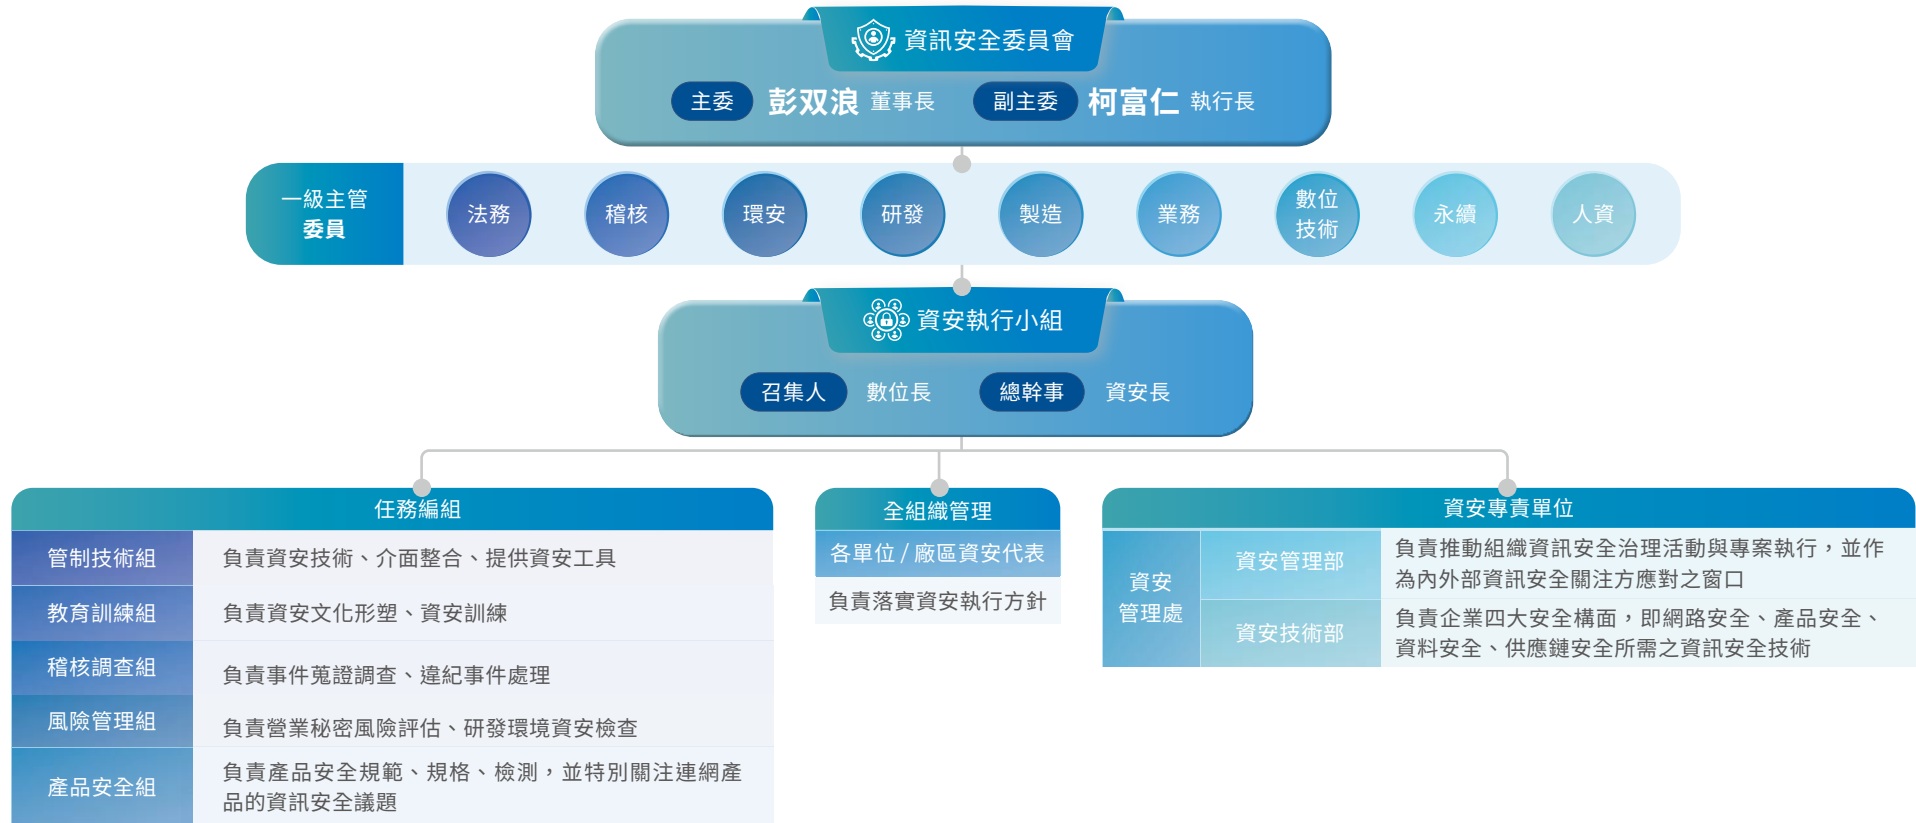 資訊安全委員會
主委 彭双浪 董事長 副主委 柯富仁 執行長
一級主管
委員
法務 稽核 環安 研發 製造 業務 數位 永續 人資
技術
資安執行小組
召集人 數位長 總幹事 資安長
任務編組
管制技術組 負責資安技術、介面整合、提供資安工具
教育訓練組 負責資安文化形塑、資安訓練
稽核調查組 負責事件蒐證調查、違紀事件處理
風險管理組 負責營業秘密風險評估、研發環境資安檢查
產品安全組 負責產品安全規範、規格、檢測，並特別關注連網產
品的資訊安全議題
全組織管理
各單位 / 廠區資安代表
負責落實資安執行方針
資安專責單位
資安
管理處
資安管理部 負責推動組織資訊安全治理活動與專案執行，並作
為內外部資訊安全關注方應對之窗口
資安技術部 負責企業四大安全構面，即網路安全、產品安全、
資料安全、供應鏈安全所需之資訊安全技術